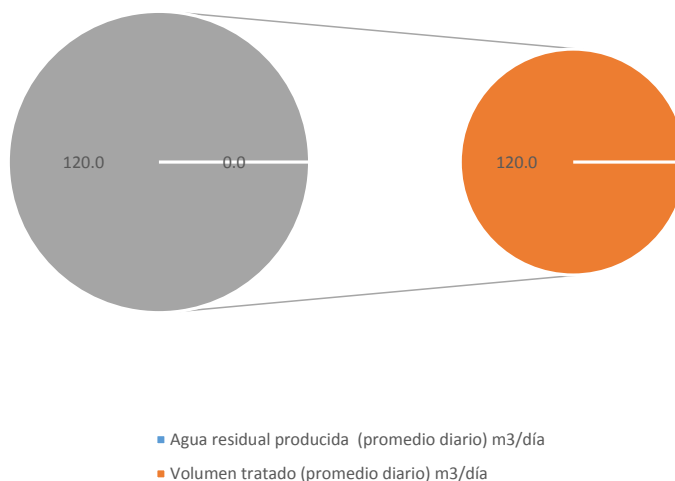 120.0
0.0
120.0
Agua residual producida (promedio diario) m3/día
Volumen tratado (promedio diario) m3/día